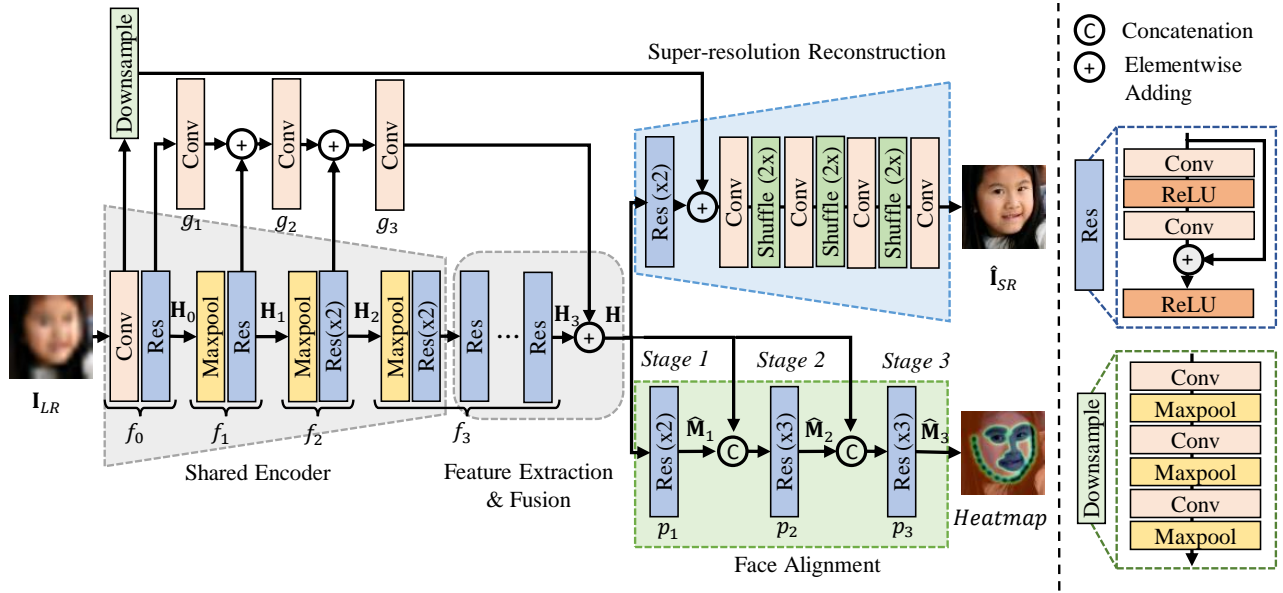 Downsample
Conv
g₁
Conv
g₂
Conv
g₃
Super-resolution Reconstruction
Res (x2)
Conv
Shuffle (2x)
Conv
Shuffle (2x)
Conv
Shuffle (2x)
Conv
Î_SR
I_LR
Conv
Res
H₀
Maxpool
Res
H₁
Maxpool
Res(x2)
H₂
Maxpool
Res(x2)
Res
...
Res
H₃
H
f₀
f₁
f₂
f₃
Shared Encoder
Feature Extraction
& Fusion
Stage 1
Stage 2
Stage 3
Res (x2)
M̂₁
C
Res (x3)
M̂₂
C
Res (x3)
M̂₃
p₁
p₂
p₃
Heatmap
Face Alignment
C Concatenation
+ Elementwise
Adding
Res
Conv
ReLU
Conv
+
ReLU
Downsample
Conv
Maxpool
Conv
Maxpool
Conv
Maxpool